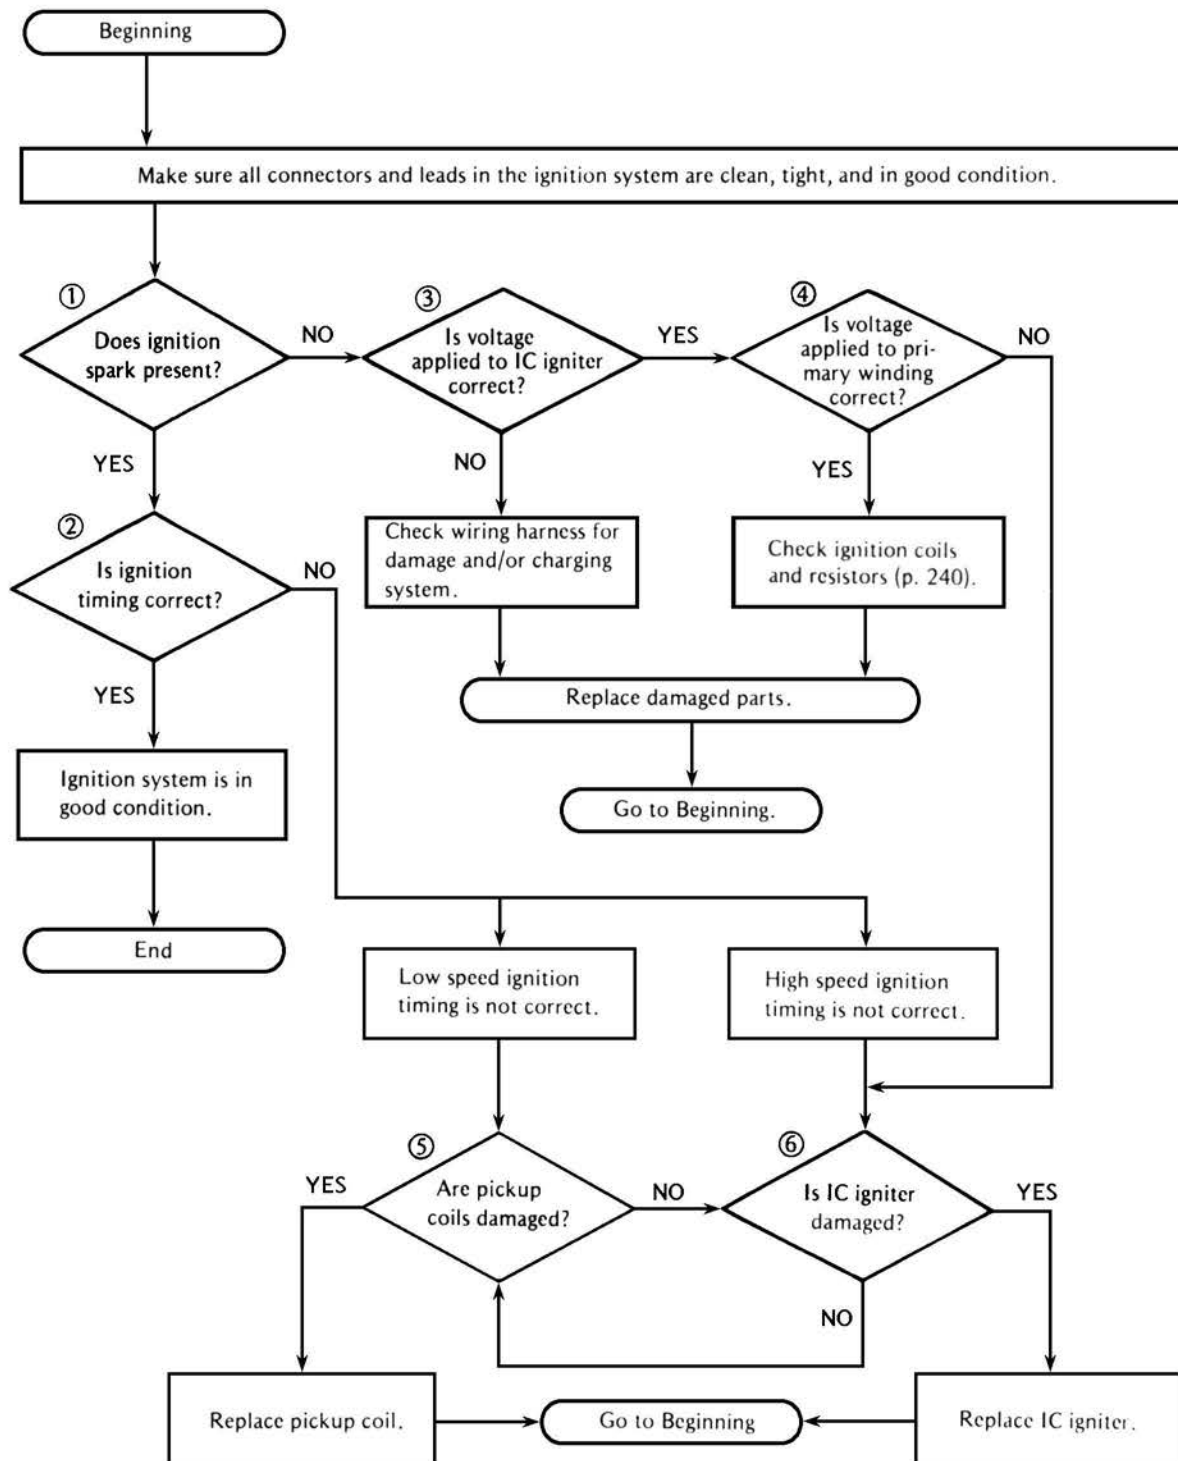 Beginning
Make sure all connectors and leads in the ignition system are clean, tight, and in good condition.
①
Does ignition
spark present?
NO
③
Is voltage
applied to IC igniter
correct?
YES
④
Is voltage
applied to pri-
mary winding
correct?
NO
YES
NO
YES
②
Is ignition
timing correct?
NO
Check wiring harness for
damage and/or charging
system.
Check ignition coils
and resistors (p. 240).
YES
Replace damaged parts.
Ignition system is in
good condition.
Go to Beginning.
End
Low speed ignition
timing is not correct.
High speed ignition
timing is not correct.
⑤
Are pickup
coils damaged?
YES
NO
⑥
Is IC igniter
damaged?
YES
NO
Replace pickup coil.
Go to Beginning
Replace IC igniter.